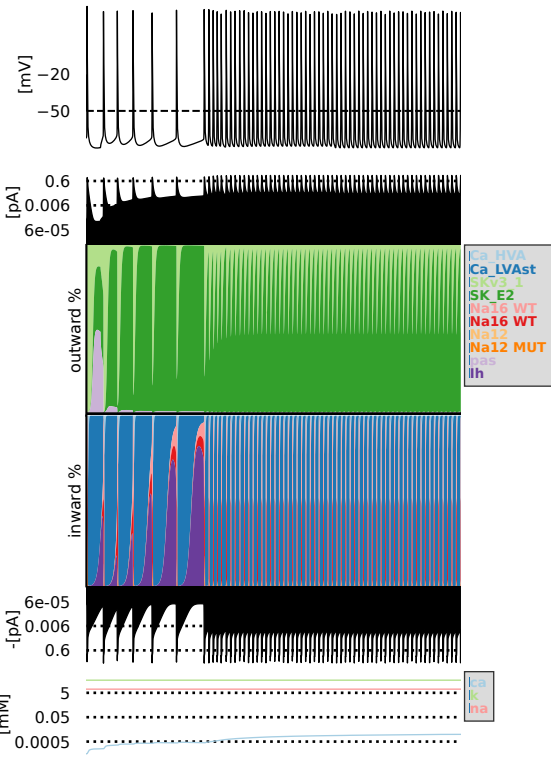 [mV]
−20
−50
[pA]
0.6
0.006
6e-05
outward %
Ca_HVA
Ca_LVAst
SKv3_1
SK_E2
Na16 WT
Na16 WT
Na12
Na12 MUT
pas
Ih
inward %
-[pA]
6e-05
0.006
0.6
[mM]
5
0.05
0.0005
ca
k
na